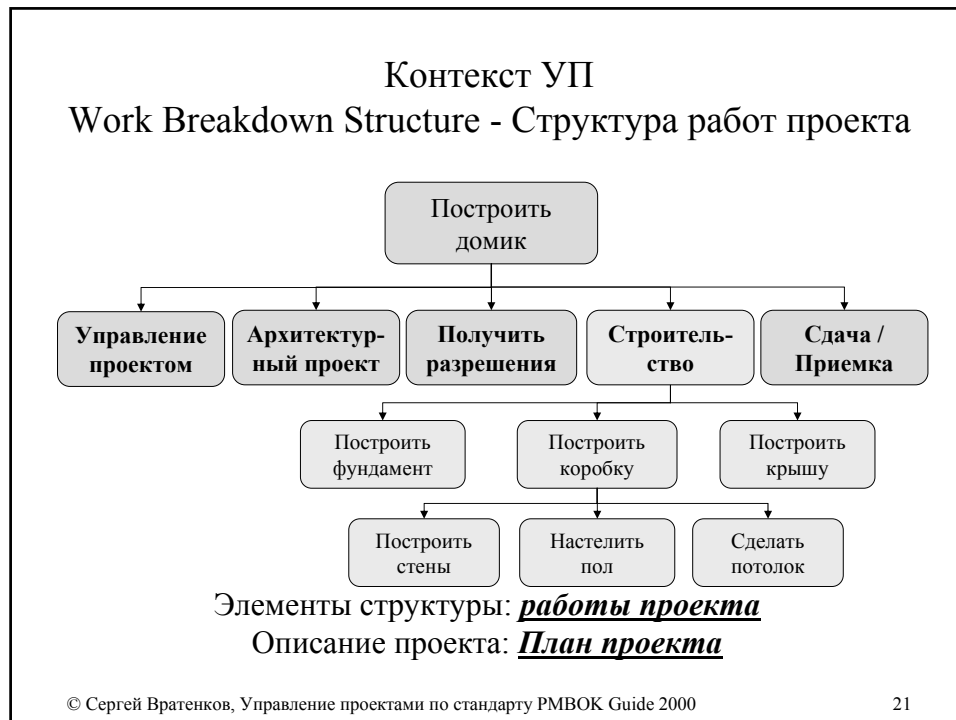 Контекст УП
Work Breakdown Structure - Структура работ проекта
Построить
домик
Управление
проектом
Архитектур-
ный проект
Получить
разрешения
Строитель-
ство
Сдача /
Приемка
Построить
фундамент
Построить
коробку
Построить
крышу
Построить
стены
Настелить
пол
Сделать
потолок
Элементы структуры: работы проекта
Описание проекта: План проекта
© Сергей Вратенков, Управление проектами по стандарту PMBOK Guide 2000 21